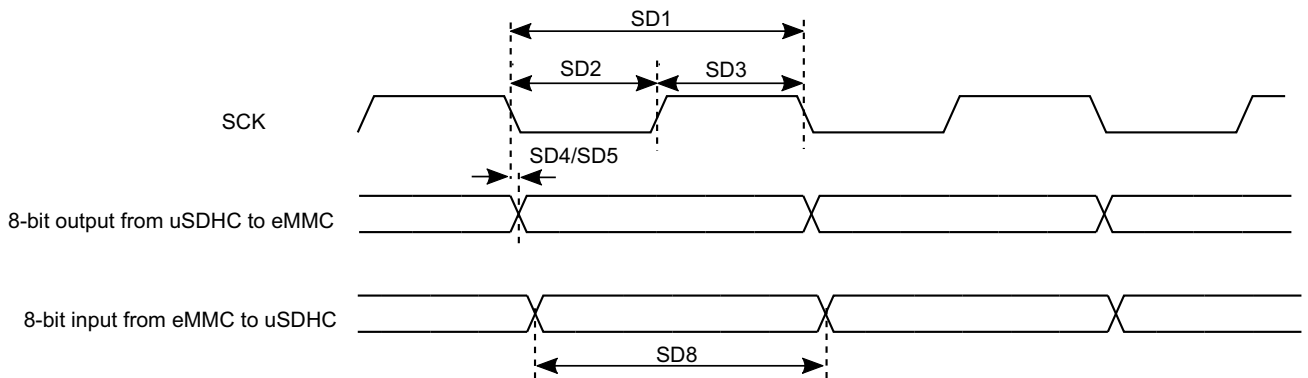 SD1
SD2
SD3
SCK
SD4/SD5
8-bit output from uSDHC to eMMC
8-bit input from eMMC to uSDHC
SD8